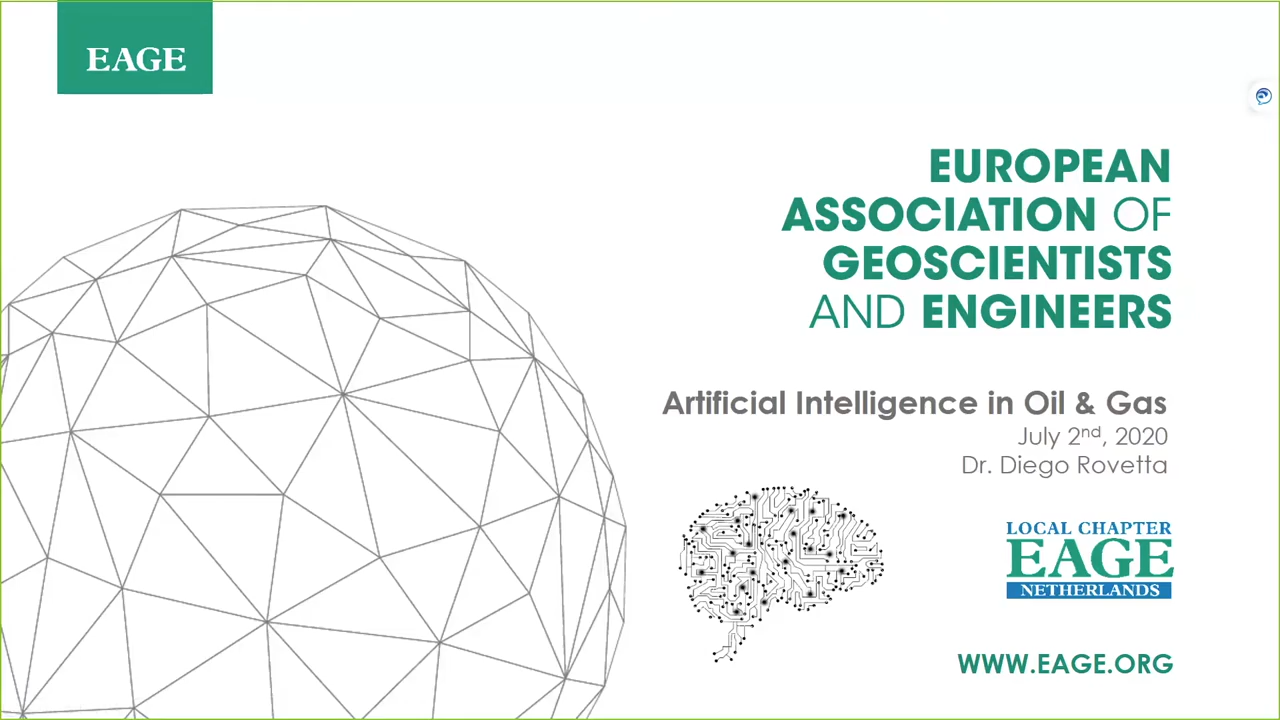 EAGE
EUROPEAN
ASSOCIATION OF
GEOSCIENTISTS
AND ENGINEERS
Artificial Intelligence in Oil & Gas
July 2nd, 2020
Dr. Diego Rovetta
LOCAL CHAPTER
EAGE
NETHERLANDS
WWW.EAGE.ORG